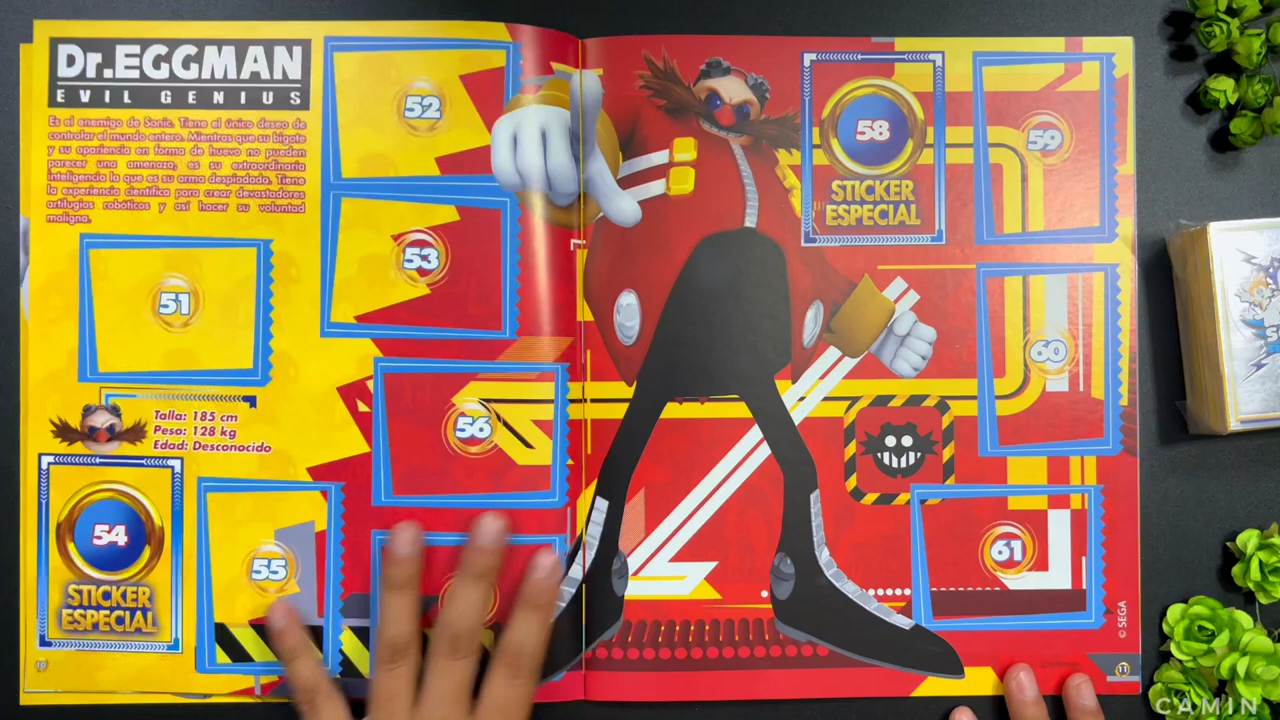 Dr.EGGMAN
EVIL GENIUS
Es el enemigo de Sonic. Tiene el único deseo de
controlar el mundo entero. Mientras que su bigote
y su apariencia en forma de huevo no pueden
parecer una amenaza, es su extraordinaria
inteligencia la que es su arma despiadada. Tiene
la experiencia científica para crear devastadores
artilugios robóticos y así hacer su voluntad
maligna.
51
52
53
Talla: 185 cm
Peso: 128 kg
Edad: Desconocido
54
STICKER
ESPECIAL
55
56
10
58
STICKER
ESPECIAL
59
60
61
© SEGA
11
CAMIN